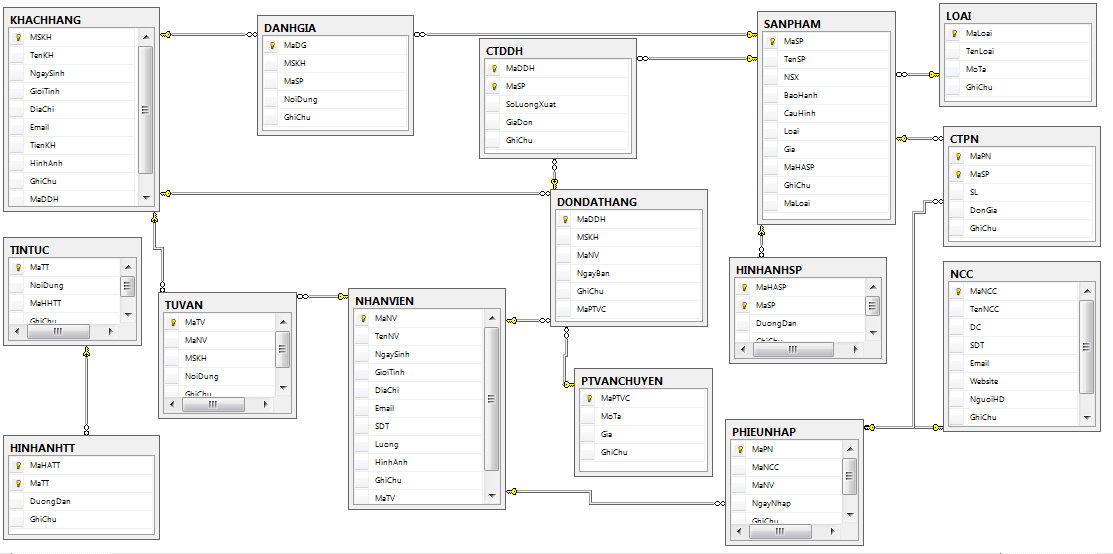 KHACHHANG
MSKH
TenKH
NgaySinh
GioiTinh
DiaChi
Email
TienKH
HinhAnh
GhiChu
MaDDH
DANHGIA
MaDG
MSKH
MaSP
NoiDung
GhiChu
CTDDH
MaDDH
MaSP
SoLuongXuat
GiaDon
GhiChu
SANPHAM
MaSP
TenSP
NSX
BaoHanh
CauHinh
Loai
Gia
MaHASP
GhiChu
MaLoai
LOAI
MaLoai
TenLoai
MoTa
GhiChu
CTPN
MaPN
MaSP
SL
DonGia
GhiChu
DONDATHANG
MaDDH
MSKH
MaNV
NgayBan
GhiChu
MaPTVC
TINTUC
MaTT
NoiDung
MaHHTT
GhiChu
TUVAN
MaTV
MaNV
MSKH
NoiDung
GhiChu
NHANVIEN
MaNV
TenNV
NgaySinh
GioiTinh
DiaChi
Email
SDT
Luong
HinhAnh
GhiChu
MaTV
HINHANHSP
MaHASP
MaSP
DuongDan
GhiChu
NCC
MaNCC
TenNCC
DC
SDT
Email
Website
NguoiHD
GhiChu
PTVANCHUYEN
MaPTVC
MoTa
Gia
GhiChu
HINHANHTT
MaHATT
MaTT
DuongDan
GhiChu
PHIEUNHAP
MaPN
MaNCC
MaNV
NgayNhap
GhiChu